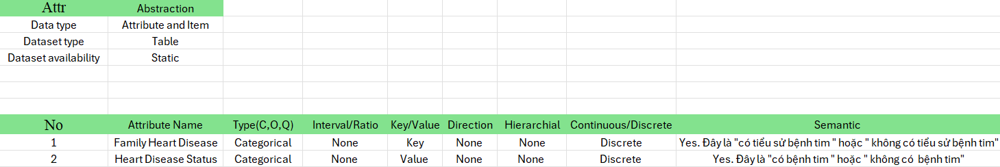 Attr Abstraction
Data type Attribute and Item
Dataset type Table
Dataset availability Static
No Attribute Name Type(C,O,Q) Interval/Ratio Key/Value Direction Hierarchial Continuous/Discrete Semantic
1 Family Heart Disease Categorical None Key None None Discrete Yes. Đây là "có tiểu sử bệnh tim " hoặc " không có tiểu sử bệnh tim"
2 Heart Disease Status Categorical None Value None None Discrete Yes. Đây là "có bệnh tim " hoặc " không có bệnh tim"